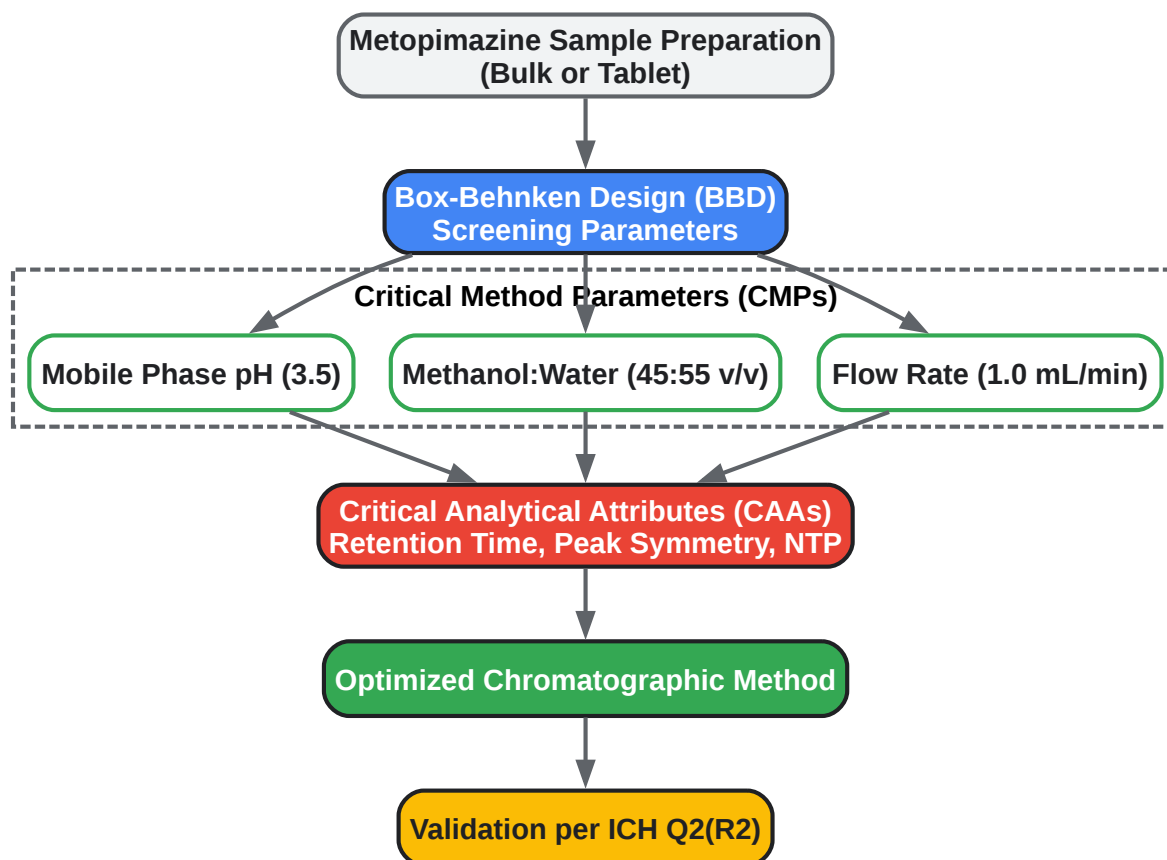 Metopimazine Sample Preparation
(Bulk or Tablet)
Box-Behnken Design (BBD)
Screening Parameters
Critical Method Parameters (CMPs)
Mobile Phase pH (3.5)
Methanol:Water (45:55 v/v)
Flow Rate (1.0 mL/min)
Critical Analytical Attributes (CAAs)
Retention Time, Peak Symmetry, NTP
Optimized Chromatographic Method
Validation per ICH Q2(R2)